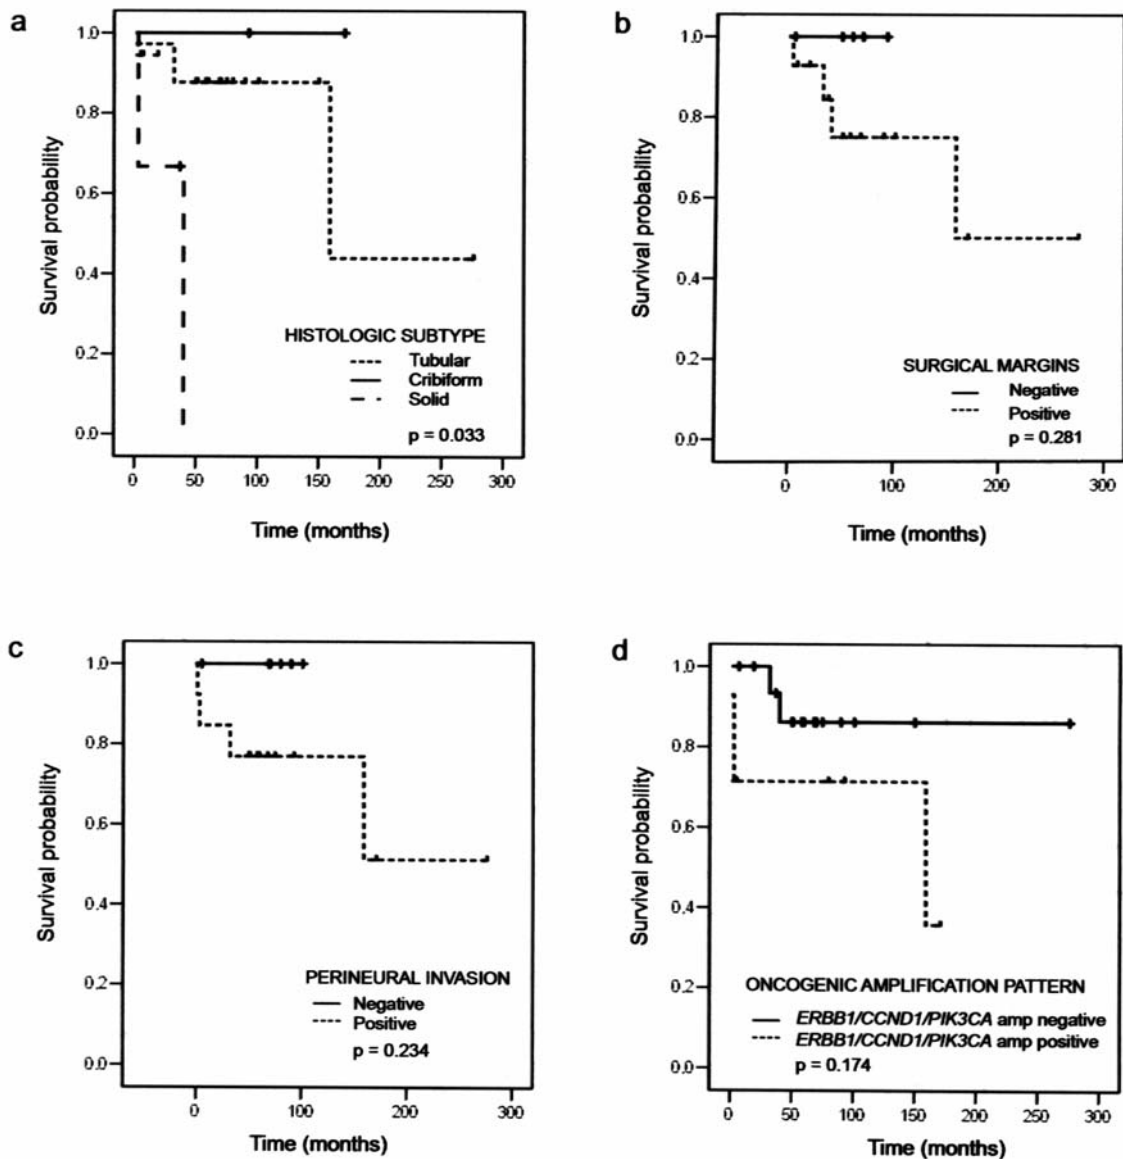 a
Survival probability
1.0
0.8
0.6
0.4
0.2
0.0
HISTOLOGIC SUBTYPE
Tubular
Cribiform
Solid
p = 0.033
0 50 100 150 200 250 300
Time (months)
b
Survival probability
1.0
0.8
0.6
0.4
0.2
0.0
SURGICAL MARGINS
Negative
Positive
p = 0.281
0 100 200 300
Time (months)
c
Survival probability
1.0
0.8
0.6
0.4
0.2
0.0
PERINEURAL INVASION
Negative
Positive
p = 0.234
0 100 200 300
Time (months)
d
Survival probability
1.0
0.8
0.6
0.4
0.2
0.0
ONCOGENIC AMPLIFICATION PATTERN
ERBB1/CCND1/PIK3CA amp negative
ERBB1/CCND1/PIK3CA amp positive
p = 0.174
0 50 100 150 200 250 300
Time (months)